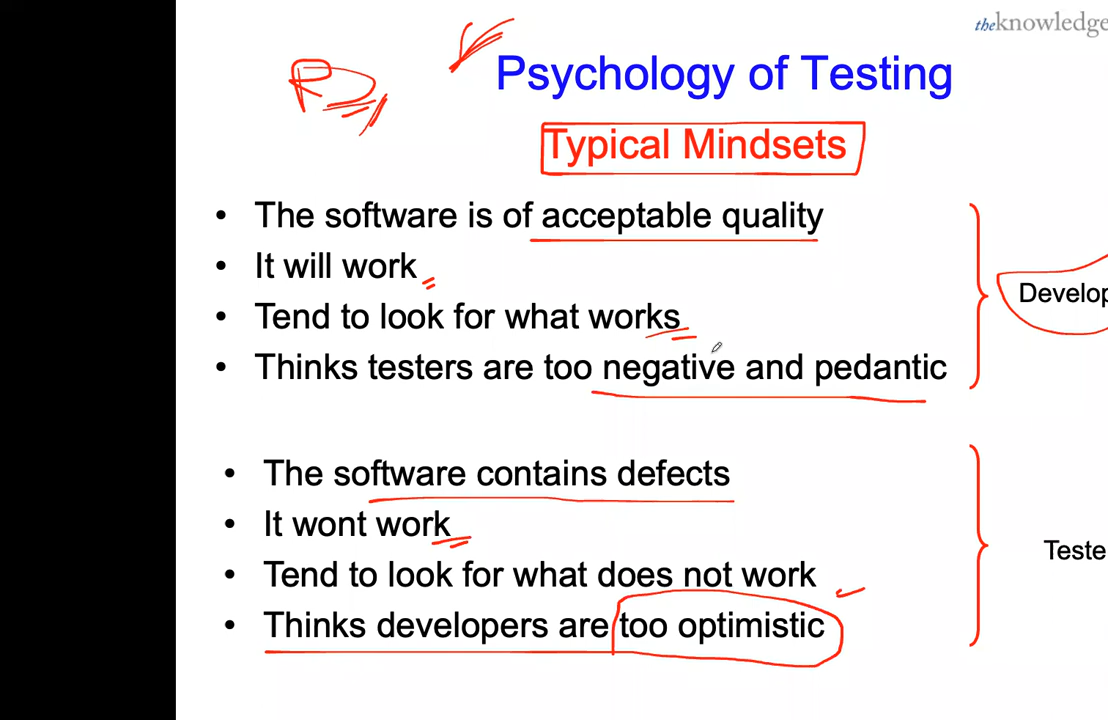 theknowledge
Psychology of Testing
Typical Mindsets
• The software is of acceptable quality
• It will work
• Tend to look for what works
• Thinks testers are too negative and pedantic
Develop
• The software contains defects
• It wont work
• Tend to look for what does not work
• Thinks developers are too optimistic
Teste